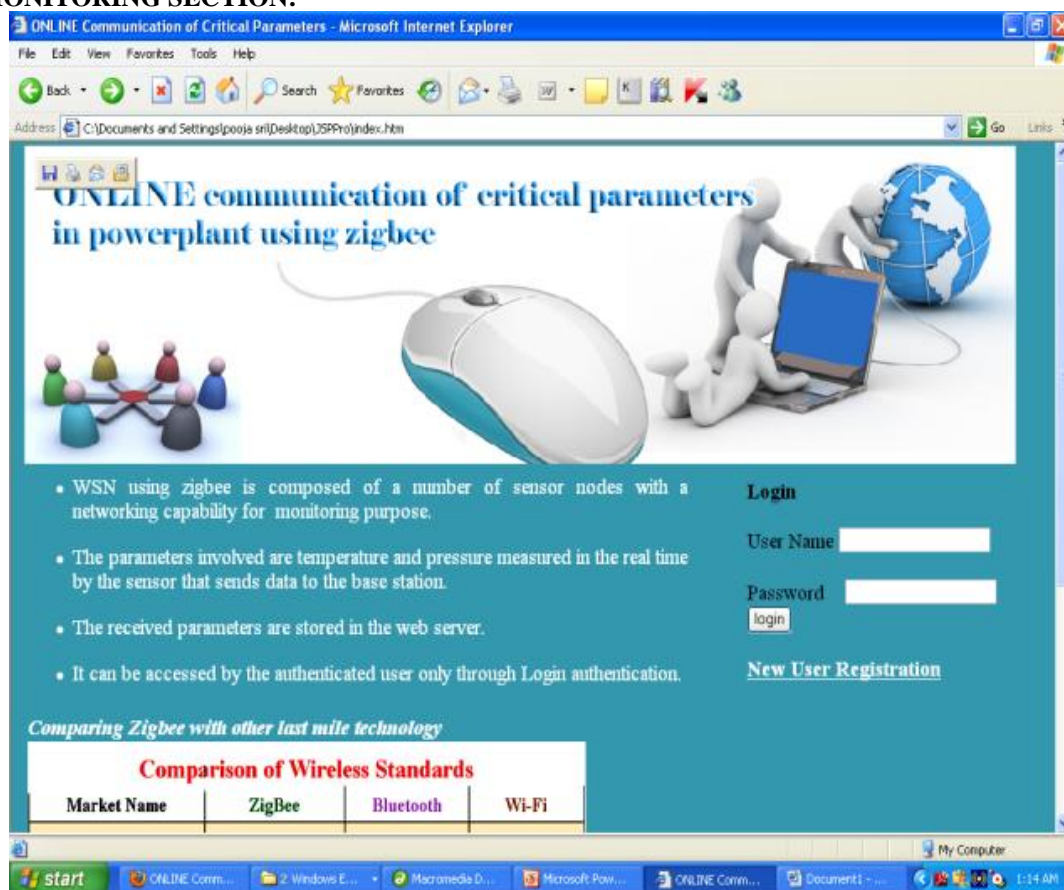 MONITORING SECTION:
ONLINE Communication of Critical Parameters - Microsoft Internet Explorer
File Edit View Favorites Tools Help
Back Search Favorites
Address C:\Documents and Settings\pooja sri\Desktop\JSPPro\index.htm Go Links
ONLINE communication of critical parameters
in powerplant using zigbee
• WSN using zigbee is composed of a number of sensor nodes with a
networking capability for monitoring purpose.
• The parameters involved are temperature and pressure measured in the real time
by the sensor that sends data to the base station.
• The received parameters are stored in the web server.
• It can be accessed by the authenticated user only through Login authentication.
Login
User Name
Password
login
New User Registration
Comparing Zigbee with other last mile technology
Comparison of Wireless Standards
Market Name ZigBee Bluetooth Wi-Fi
My Computer
start ONLINE Comm... 2 Windows E... Macromedia D... Microsoft Pow... ONLINE Comm... Document1 - ... 1:14 AM